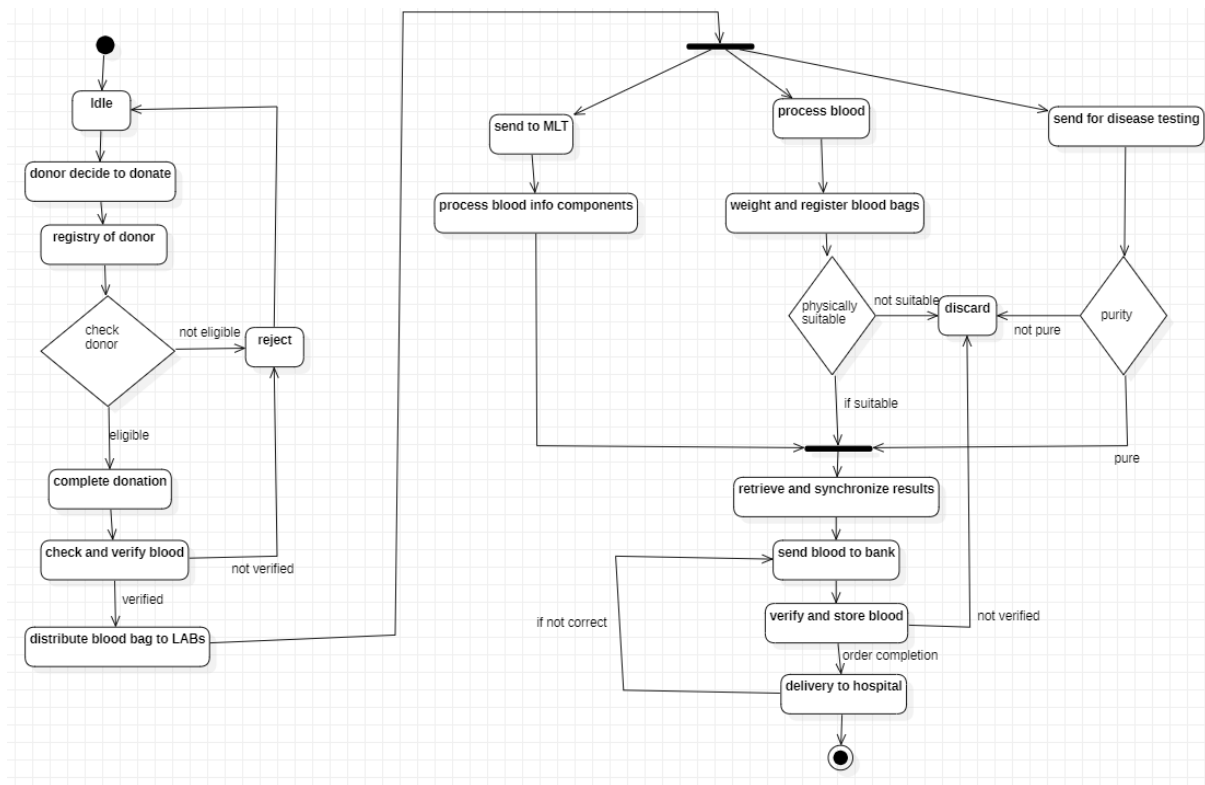 Idle
donor decide to donate
registry of donor
check
donor
not eligible
reject
eligible
complete donation
check and verify blood
not verified
verified
distribute blood bag to LABs
send to MLT
process blood
send for disease testing
process blood info components
weight and register blood bags
physically
suitable
not suitable
discard
not pure
purity
if suitable
pure
retrieve and synchronize results
send blood to bank
if not correct
verify and store blood
not verified
order completion
delivery to hospital